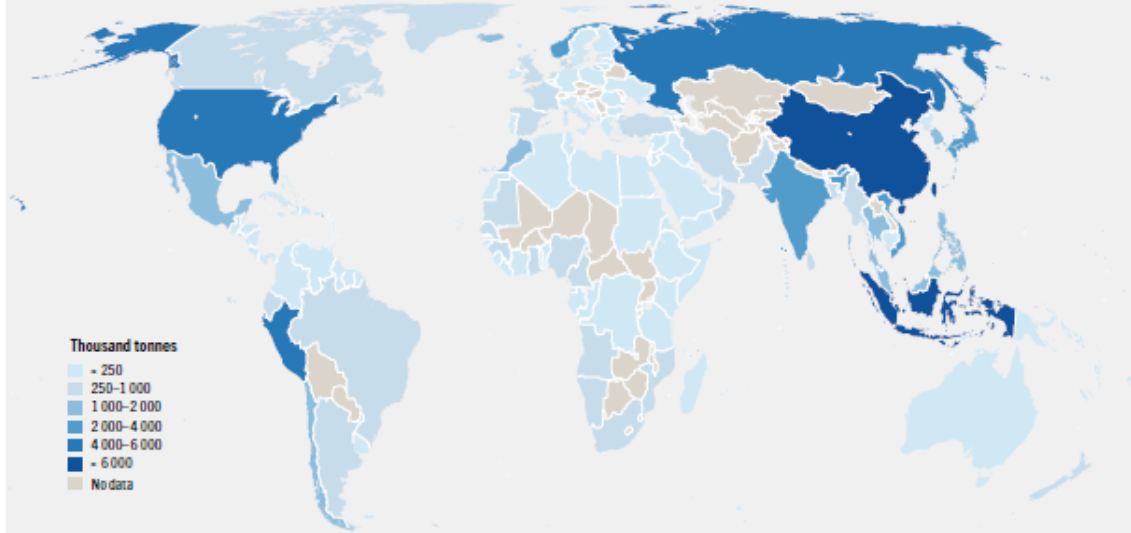 Thousand tonnes
= 250
250–1 000
1 000–2 000
2 000–4 000
4 000–6 000
= 6 000
No data